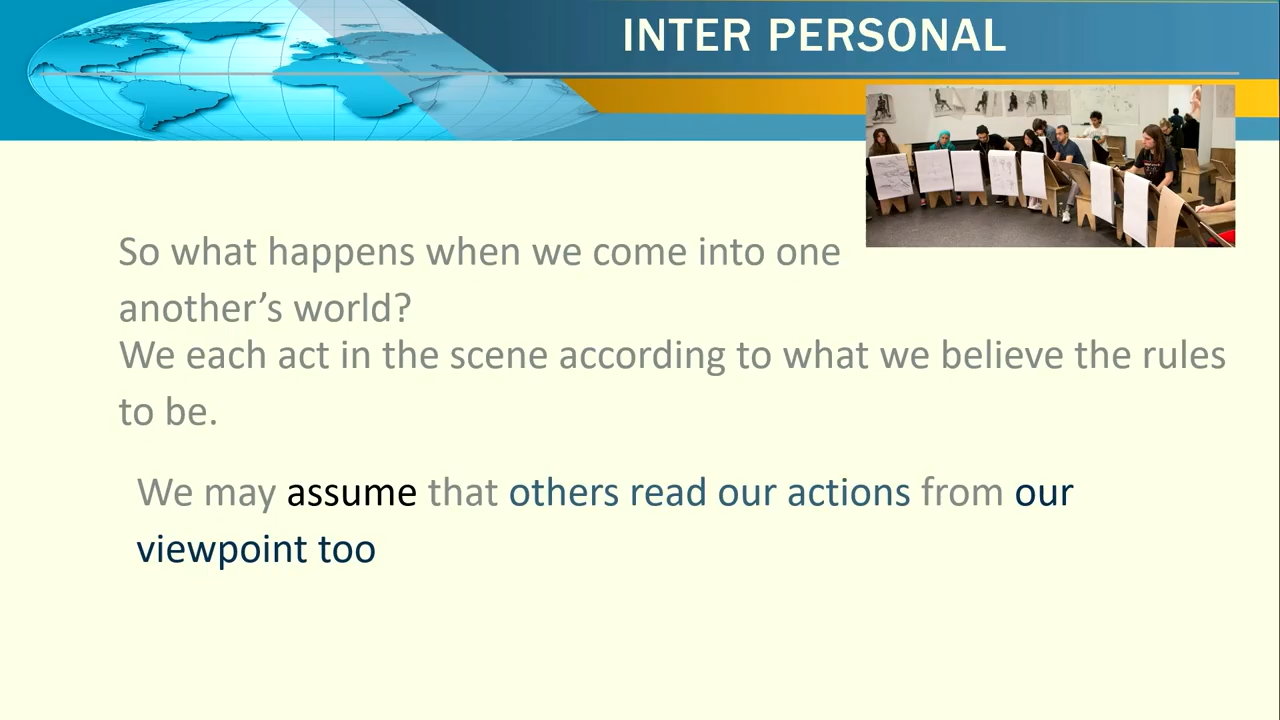 INTER PERSONAL
So what happens when we come into one
another’s world?
We each act in the scene according to what we believe the rules
to be.
We may assume that others read our actions from our
viewpoint too